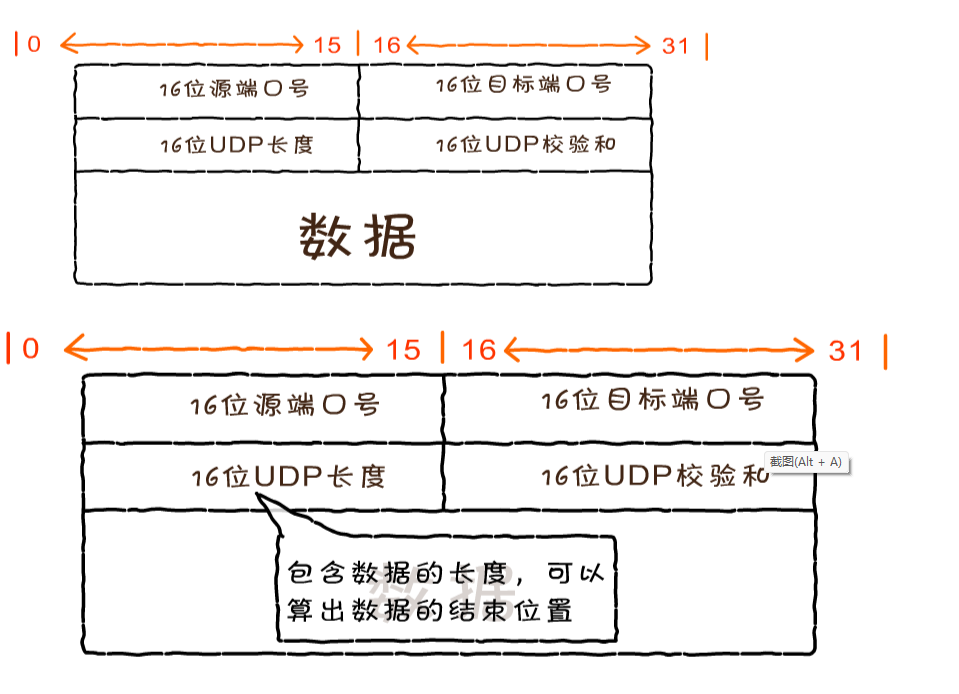 0 15 16 31
16位源端口号 16位目标端口号
16位UDP长度 16位UDP校验和
数据
0 15 16 31
16位源端口号 16位目标端口号
16位UDP长度 16位UDP校验和
截图(Alt + A)
包含数据的长度，可以
算出数据的结束位置
数据